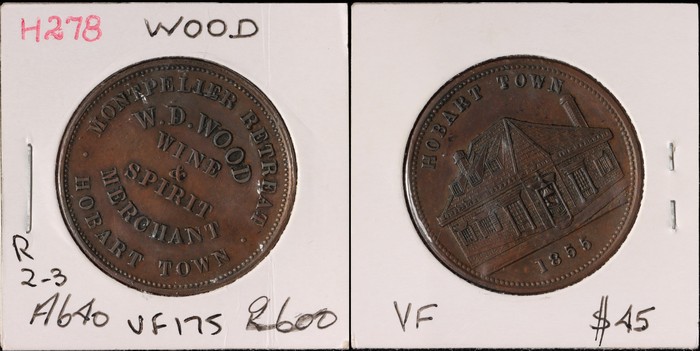 H278 WOOD
MONTPELIER RETREAT
W.D.WOOD
WINE
&
SPIRIT
MERCHANT
HOBART TOWN
R
2-3
A640 VF175 R600
HOBART TOWN
1855
VF $45